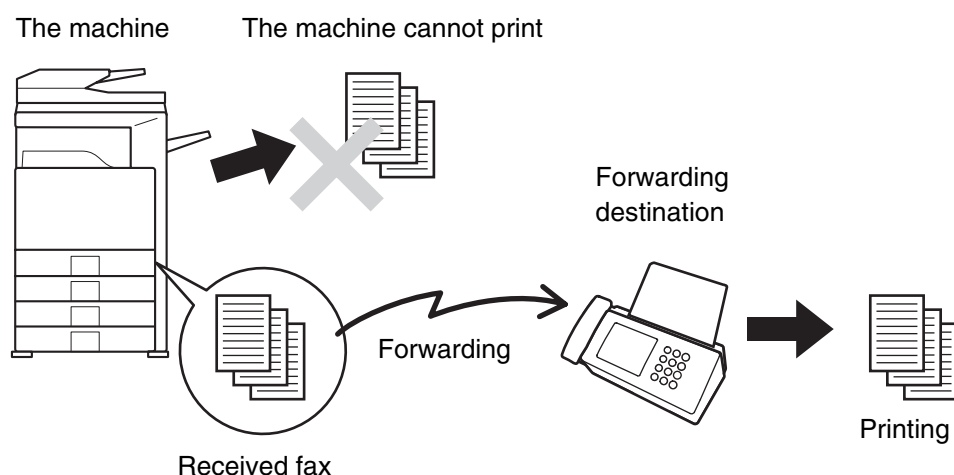 The machine
The machine cannot print
Forwarding
destination
Forwarding
Printing
Received fax